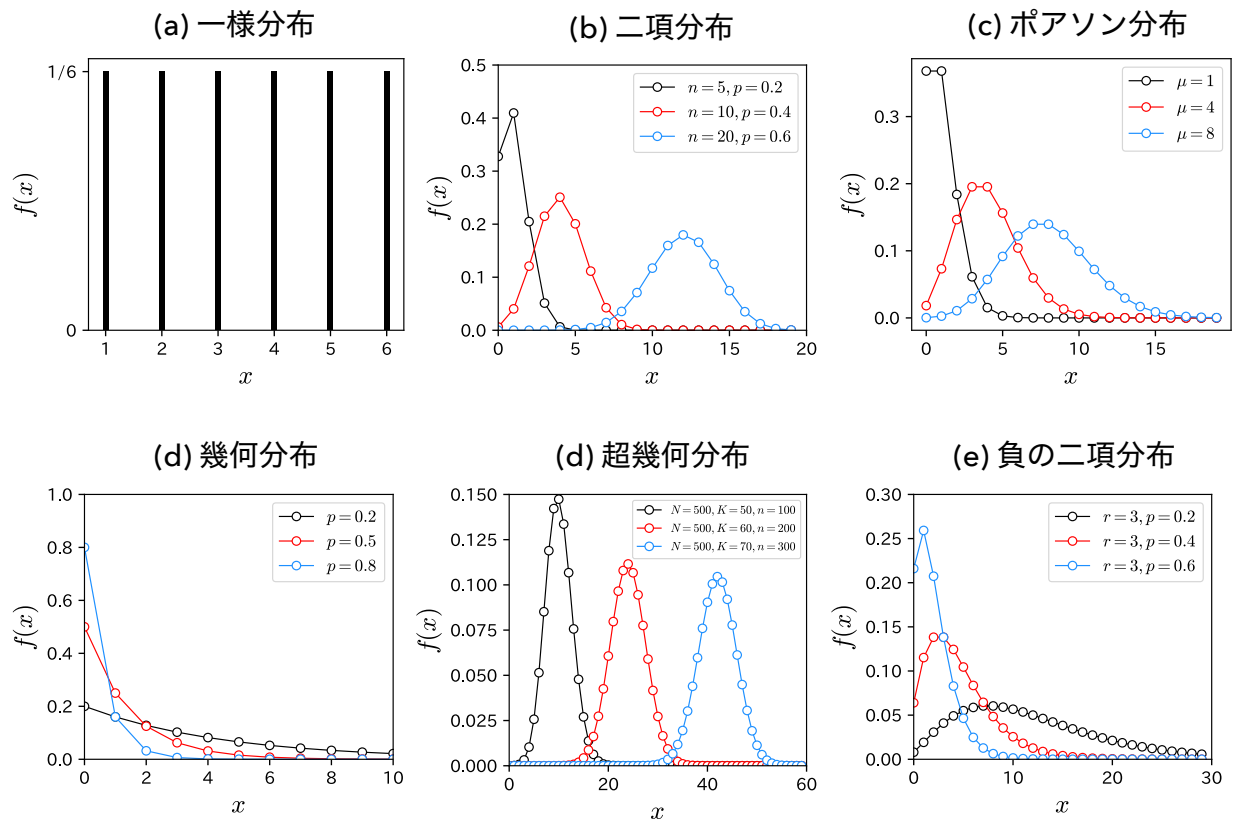 (a) 一様分布
1/6
0
f(x)
1 2 3 4 5 6
x
(b) 二項分布
0.5
0.4
0.3
0.2
0.1
0.0
f(x)
n = 5, p = 0.2
n = 10, p = 0.4
n = 20, p = 0.6
0 5 10 15 20
x
(c) ポアソン分布
0.3
0.2
0.1
0.0
f(x)
μ = 1
μ = 4
μ = 8
0 5 10 15
x
(d) 幾何分布
1.0
0.8
0.6
0.4
0.2
0.0
f(x)
p = 0.2
p = 0.5
p = 0.8
0 2 4 6 8 10
x
(d) 超幾何分布
0.150
0.125
0.100
0.075
0.050
0.025
0.000
f(x)
N = 500, K = 50, n = 100
N = 500, K = 60, n = 200
N = 500, K = 70, n = 300
0 20 40 60
x
(e) 負の二項分布
0.30
0.25
0.20
0.15
0.10
0.05
0.00
f(x)
r = 3, p = 0.2
r = 3, p = 0.4
r = 3, p = 0.6
0 10 20 30
x